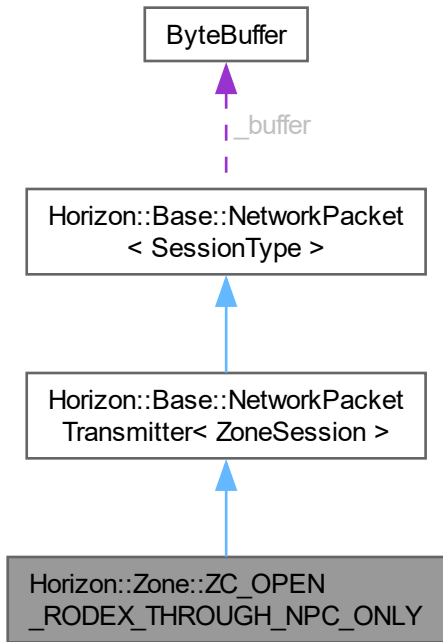 ByteBuffer
_buffer
Horizon::Base::NetworkPacket
< SessionType >
Horizon::Base::NetworkPacket
Transmitter< ZoneSession >
Horizon::Zone::ZC_OPEN
_RODEX_THROUGH_NPC_ONLY